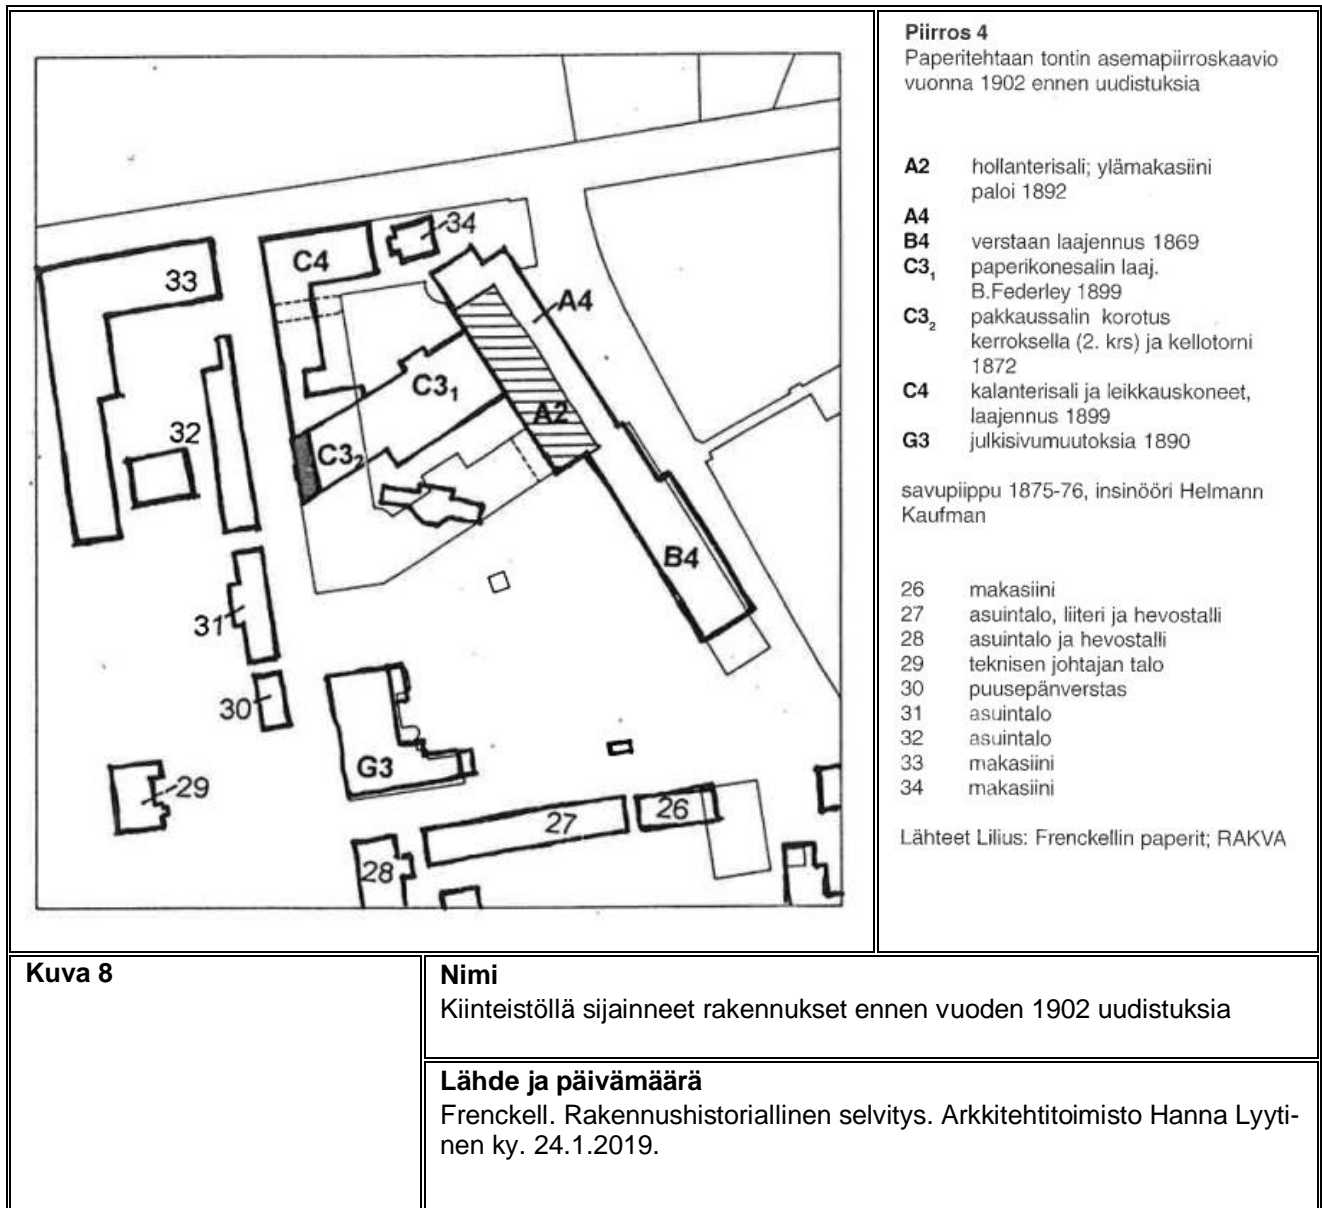 34
C4
33
A4
C3₁
A2
32
C3₂
B4
31
30
G3
29
26
27
28
Piirros 4
Paperitehtaan tontin asemapiirroskaavio
vuonna 1902 ennen uudistuksia
A2 hollanterisali; ylämakasiini
paloi 1892
A4
B4 verstaan laajennus 1869
C3₁ paperikonesalin laaj.
B.Federley 1899
C3₂ pakkaussalin korotus
kerroksella (2. krs) ja kellotorni
1872
C4 kalanterisali ja leikkauskoneet,
laajennus 1899
G3 julkisivumuutoksia 1890
savupiippu 1875-76, insinööri Helmann
Kaufman
26 makasiini
27 asuintalo, liiteri ja hevostalli
28 asuintalo ja hevostalli
29 teknisen johtajan talo
30 puusepänverstas
31 asuintalo
32 asuintalo
33 makasiini
34 makasiini
Lähteet Lilius: Frenckellin paperit; RAKVA
Kuva 8
Nimi
Kiinteistöllä sijainneet rakennukset ennen vuoden 1902 uudistuksia
Lähde ja päivämäärä
Frenckell. Rakennushistoriallinen selvitys. Arkkitehtitoimisto Hanna Lyyti-
nen ky. 24.1.2019.